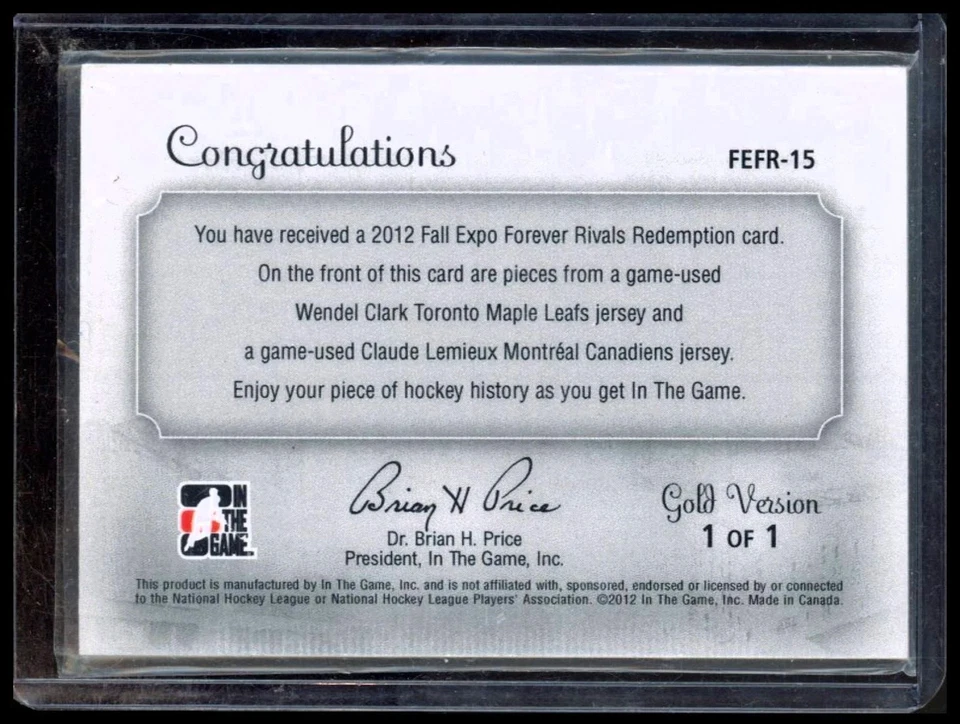 Congratulations
FEFR-15
You have received a 2012 Fall Expo Forever Rivals Redemption card.
On the front of this card are pieces from a game-used
Wendel Clark Toronto Maple Leafs jersey and
a game-used Claude Lemieux Montréal Canadiens jersey.
Enjoy your piece of hockey history as you get In The Game.
IN
THE
GAME.
Brian H Price
Dr. Brian H. Price
President, In The Game, Inc.
Gold Version
1 OF 1
This product is manufactured by In The Game, Inc. and is not affiliated with, sponsored, endorsed or licensed by or connected
to the National Hockey League or National Hockey League Players' Association. ©2012 In The Game, Inc. Made in Canada.